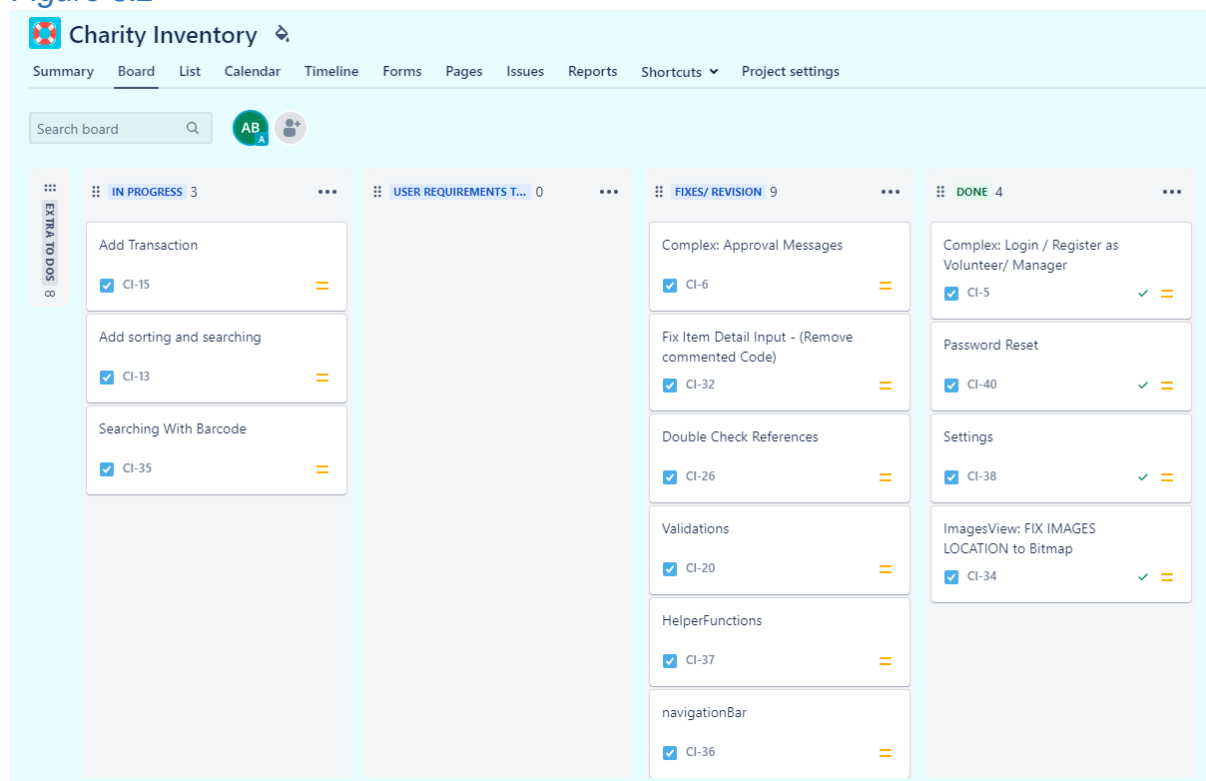 Charity Inventory
Summary Board List Calendar Timeline Forms Pages Issues Reports Shortcuts Project settings
Search board
AB
A
EXTRA TO DOS 8
IN PROGRESS 3
Add Transaction
CI-15
Add sorting and searching
CI-13
Searching With Barcode
CI-35
USER REQUIREMENTS T... 0
FIXES/ REVISION 9
Complex: Approval Messages
CI-6
Fix Item Detail Input - (Remove
commented Code)
CI-32
Double Check References
CI-26
Validations
CI-20
HelperFunctions
CI-37
navigationBar
CI-36
DONE 4
Complex: Login / Register as
Volunteer/ Manager
CI-5
Password Reset
CI-40
Settings
CI-38
ImagesView: FIX IMAGES
LOCATION to Bitmap
CI-34